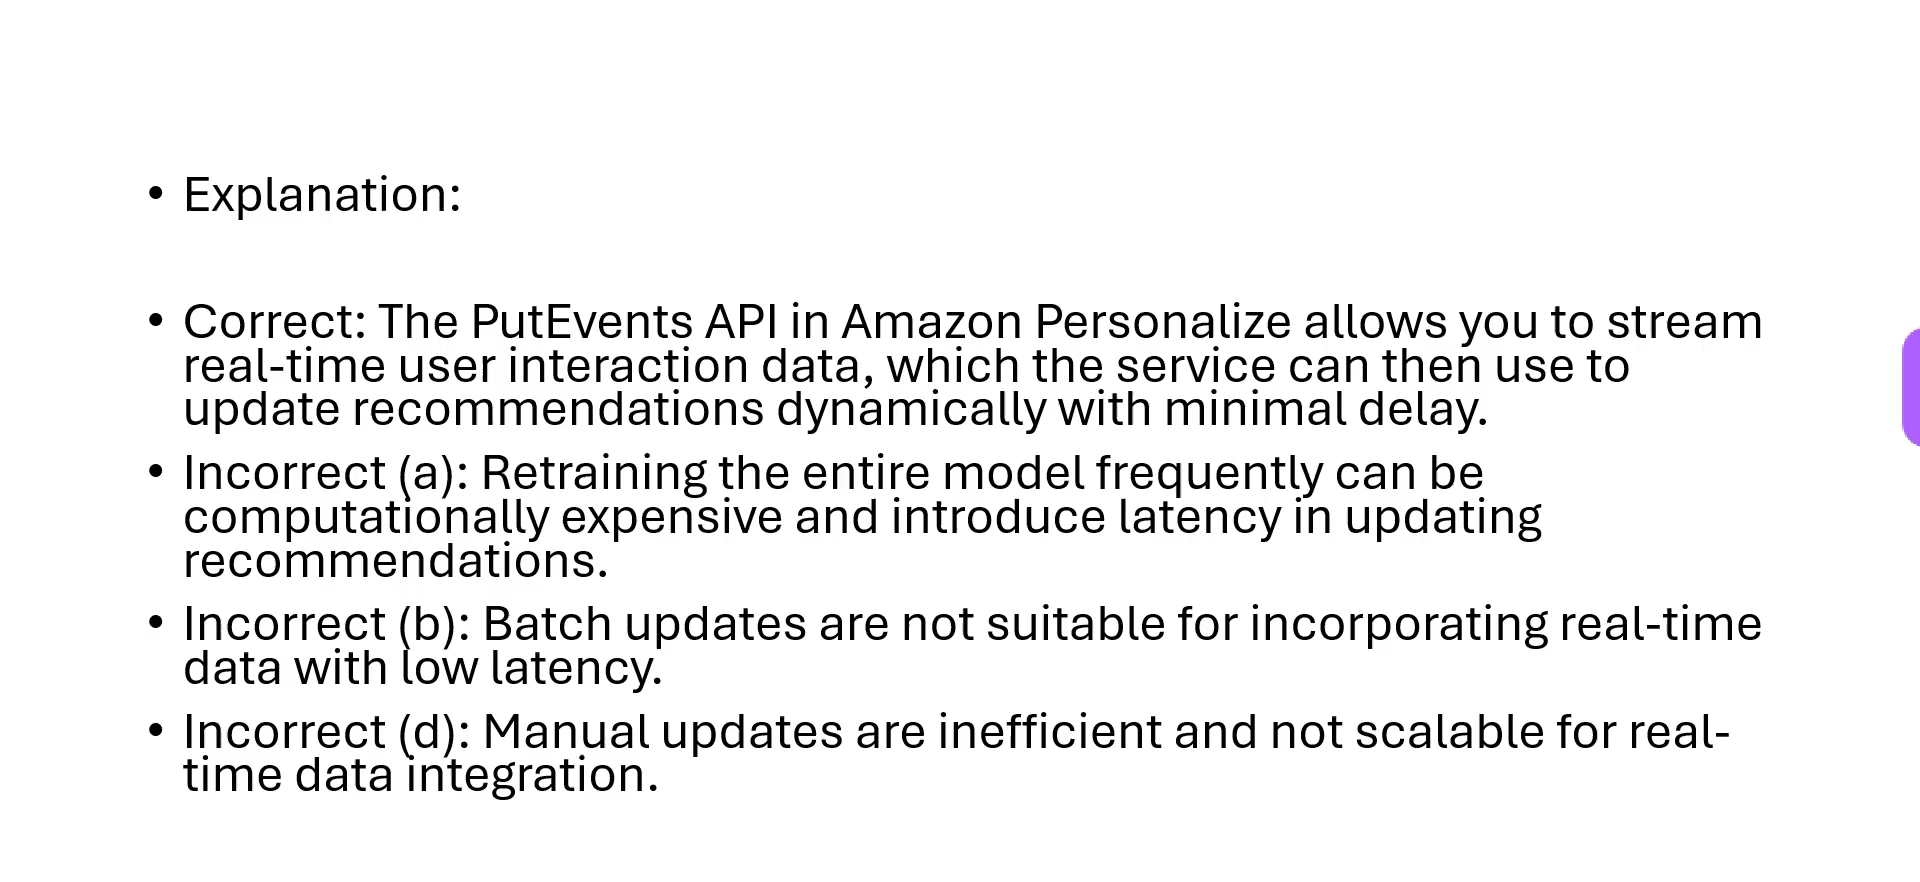 • Explanation:
• Correct: The PutEvents API in Amazon Personalize allows you to stream
real-time user interaction data, which the service can then use to
update recommendations dynamically with minimal delay.
• Incorrect (a): Retraining the entire model frequently can be
computationally expensive and introduce latency in updating
recommendations.
• Incorrect (b): Batch updates are not suitable for incorporating real-time
data with low latency.
• Incorrect (d): Manual updates are inefficient and not scalable for real-
time data integration.